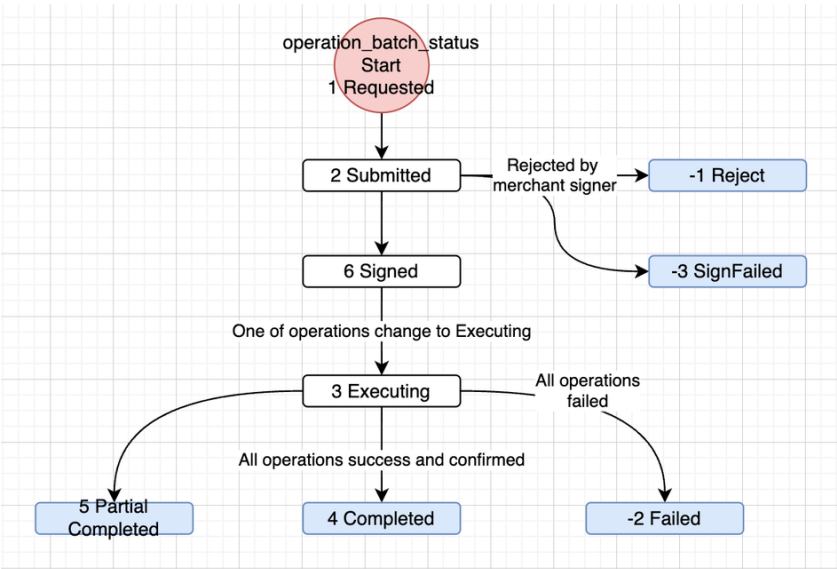 operation_batch_status
Start
1 Requested
2 Submitted
Rejected by
merchant signer
-1 Reject
6 Signed
-3 SignFailed
One of operations change to Executing
3 Executing
All operations
failed
All operations success and confirmed
5 Partial
Completed
4 Completed
-2 Failed